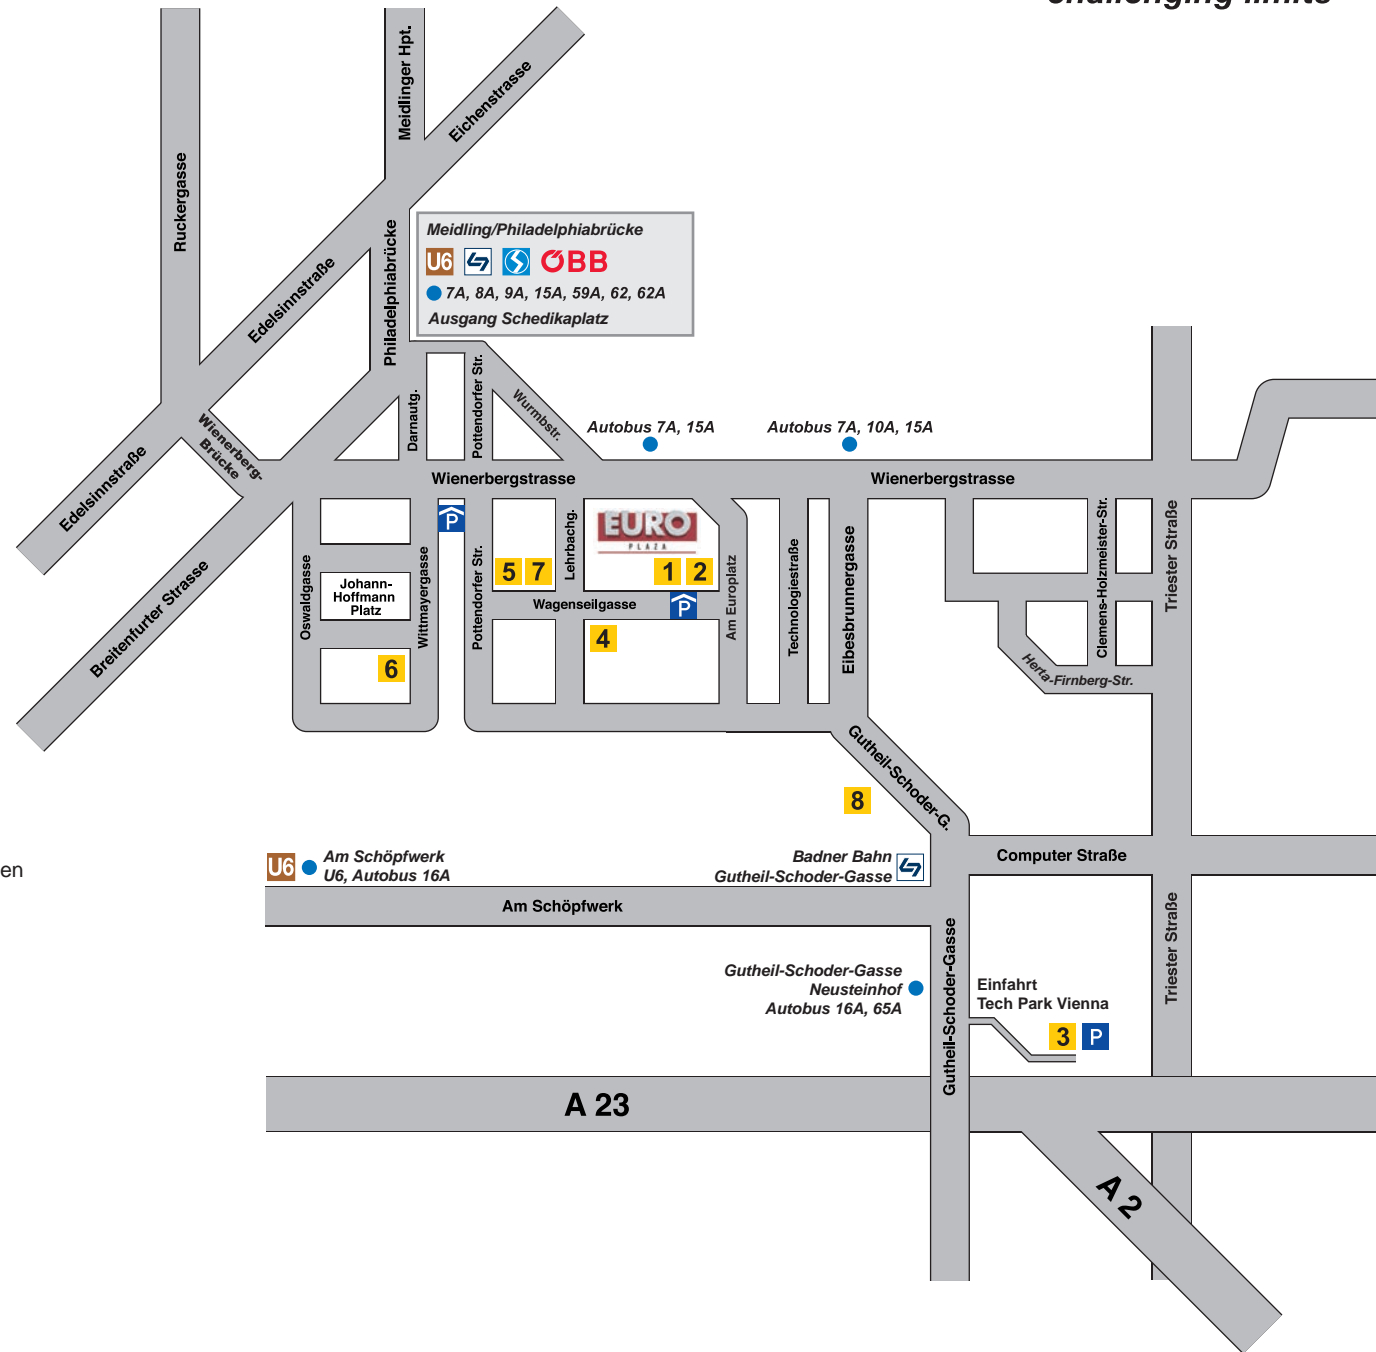 challenging limits
Meidlinger Hpt.
Eichenstrasse
Ruckergasse
Edelsinnstraße
Philadelphiabrücke
Meidling/Philadelphiabrücke
U6 ÖBB
7A, 8A, 9A, 15A, 59A, 62, 62A
Ausgang Schedikaplatz
Darnautg.
Pottendorfer Str.
Wurmbstr.
Autobus 7A, 15A
Autobus 7A, 10A, 15A
Wienerberg-
Brücke
Edelsinnstraße
Wienerbergstrasse
Wienerbergstrasse
Breitenfurter Strasse
Oswaldgasse
Johann-
Hoffmann
Platz
Wittmayergasse
P
Pottendorfer Str.
5 7
Lehrbachg.
EURO
PLAZA
1 2
Wagenseilgasse
P
4
6
Am Europlatz
Technologiestraße
Eibesbrunnergasse
Clemens-Holzmeister-Str.
Triester Straße
Herta-Firnberg-Str.
Gutheil-Schoder-G.
8
en
U6
Am Schöpfwerk
U6, Autobus 16A
Badner Bahn
Gutheil-Schoder-Gasse
Computer Straße
Am Schöpfwerk
Gutheil-Schoder-Gasse
Neusteinhof
Autobus 16A, 65A
Gutheil-Schoder-Gasse
Einfahrt
Tech Park Vienna
3 P
Triester Straße
A 23
A 2